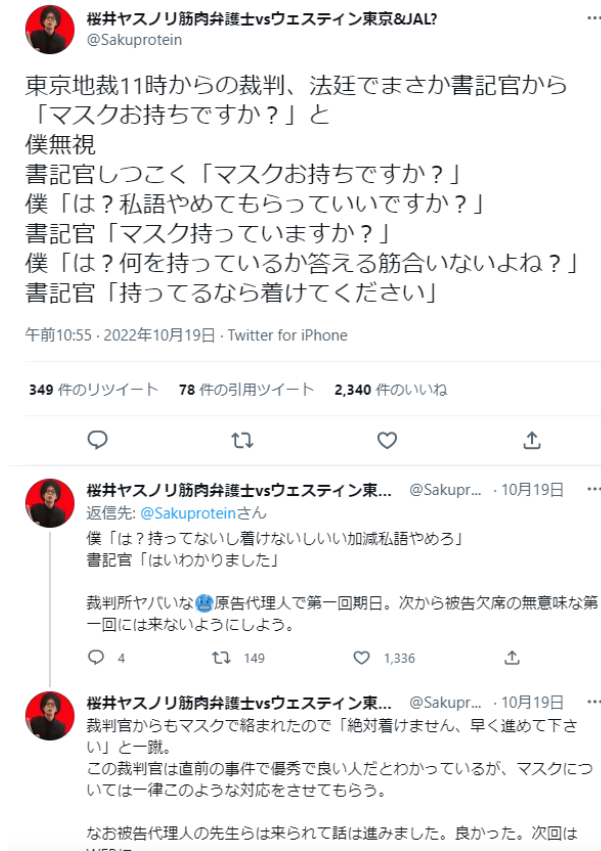 桜井ヤスノリ筋肉弁護士vsウェスティン東京&JAL?
@Sakuprotein
東京地裁11時からの裁判、法廷でまさか書記官から
「マスクお持ちですか？」と
僕無視
書記官しつこく「マスクお持ちですか？」
僕「は？私語やめてもらっていいですか？」
書記官「マスク持っていますか？」
僕「は？何を持っているか答える筋合いないよね？」
書記官「持ってるなら着けてください」
午前10:55 · 2022年10月19日 · Twitter for iPhone
349 件のリツイート 78 件の引用ツイート 2,340 件のいいね
桜井ヤスノリ筋肉弁護士vsウェスティン東... @Sakupr... · 10月19日
返信先: @Sakuproteinさん
僕「は？持ってないし着けないしいい加減私語やめろ」
書記官「はいわかりました」
裁判所ヤバいな🥶原告代理人で第一回期日。次から被告欠席の無意味な第
一回には来ないようにしよう。
4 149 1,336
桜井ヤスノリ筋肉弁護士vsウェスティン東... @Sakupr... · 10月19日
裁判官からもマスクで絡まれたので「絶対着けません、早く進めて下さ
い」と一蹴。
この裁判官は直前の事件で優秀で良い人だとわかっているが、マスクにつ
いては一律このような対応をさせてもらう。
なお被告代理人の先生らは来られて話は進みました。良かった。次回は